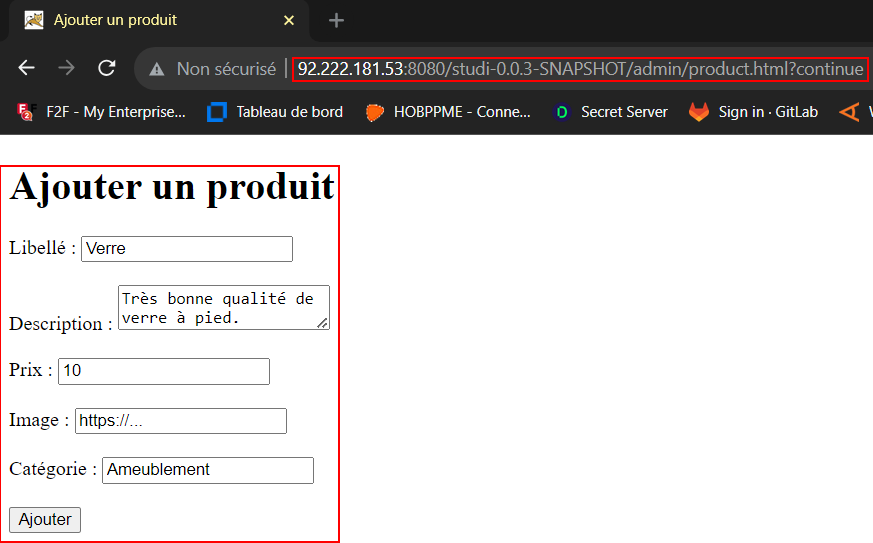 Ajouter un produit
Non sécurisé 92.222.181.53:8080/studi-0.0.3-SNAPSHOT/admin/product.html?continue
F2F - My Enterprise... Tableau de bord HOBPPME - Conne... Secret Server Sign in · GitLab
Ajouter un produit
Libellé : Verre
Description : Très bonne qualité de
verre à pied.
Prix : 10
Image : https://...
Catégorie : Ameublement
Ajouter